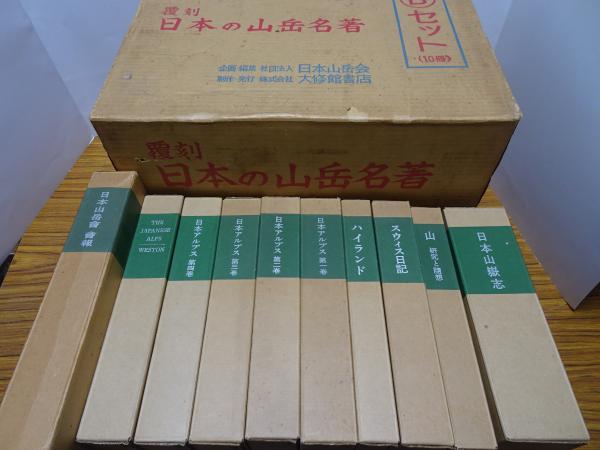 覆刻
日本の山岳名著
企画・編集 社団法人 日本山岳会
製作・発行 株式会社 大修館書店
セット
(10冊)
覆刻
日本の山岳名著
日本山岳會 會報
THE
JAPANESE
ALPS
WESTON
日本アルプス 第四巻
日本アルプス 第三巻
日本アルプス 第二巻
日本アルプス 第一巻
ハイランド
スウィス日記
山 研究と随想
日本山嶽志